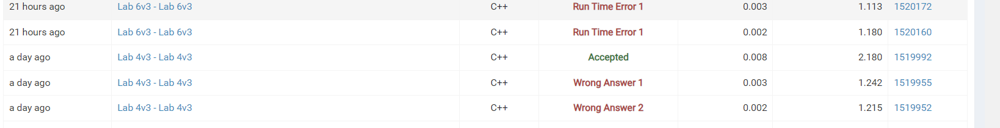 21 hours ago Lab 6v3 - Lab 6v3 C++ Run Time Error 1 0.003 1.113 1520172
21 hours ago Lab 6v3 - Lab 6v3 C++ Run Time Error 1 0.002 1.180 1520160
a day ago Lab 4v3 - Lab 4v3 C++ Accepted 0.008 2.180 1519992
a day ago Lab 4v3 - Lab 4v3 C++ Wrong Answer 1 0.003 1.242 1519955
a day ago Lab 4v3 - Lab 4v3 C++ Wrong Answer 2 0.002 1.215 1519952